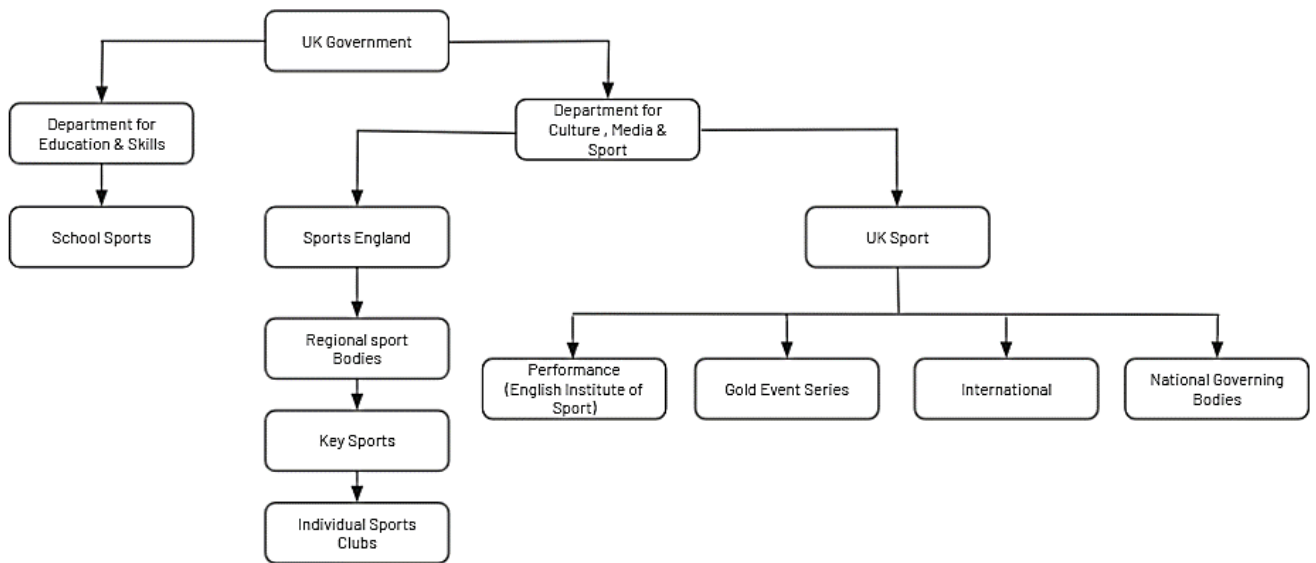 UK Government
Department for
Education & Skills
Department for
Culture , Media &
Sport
School Sports
Sports England
UK Sport
Regional sport
Bodies
Performance
(English Institute of
Sport)
Gold Event Series
International
National Governing
Bodies
Key Sports
Individual Sports
Clubs